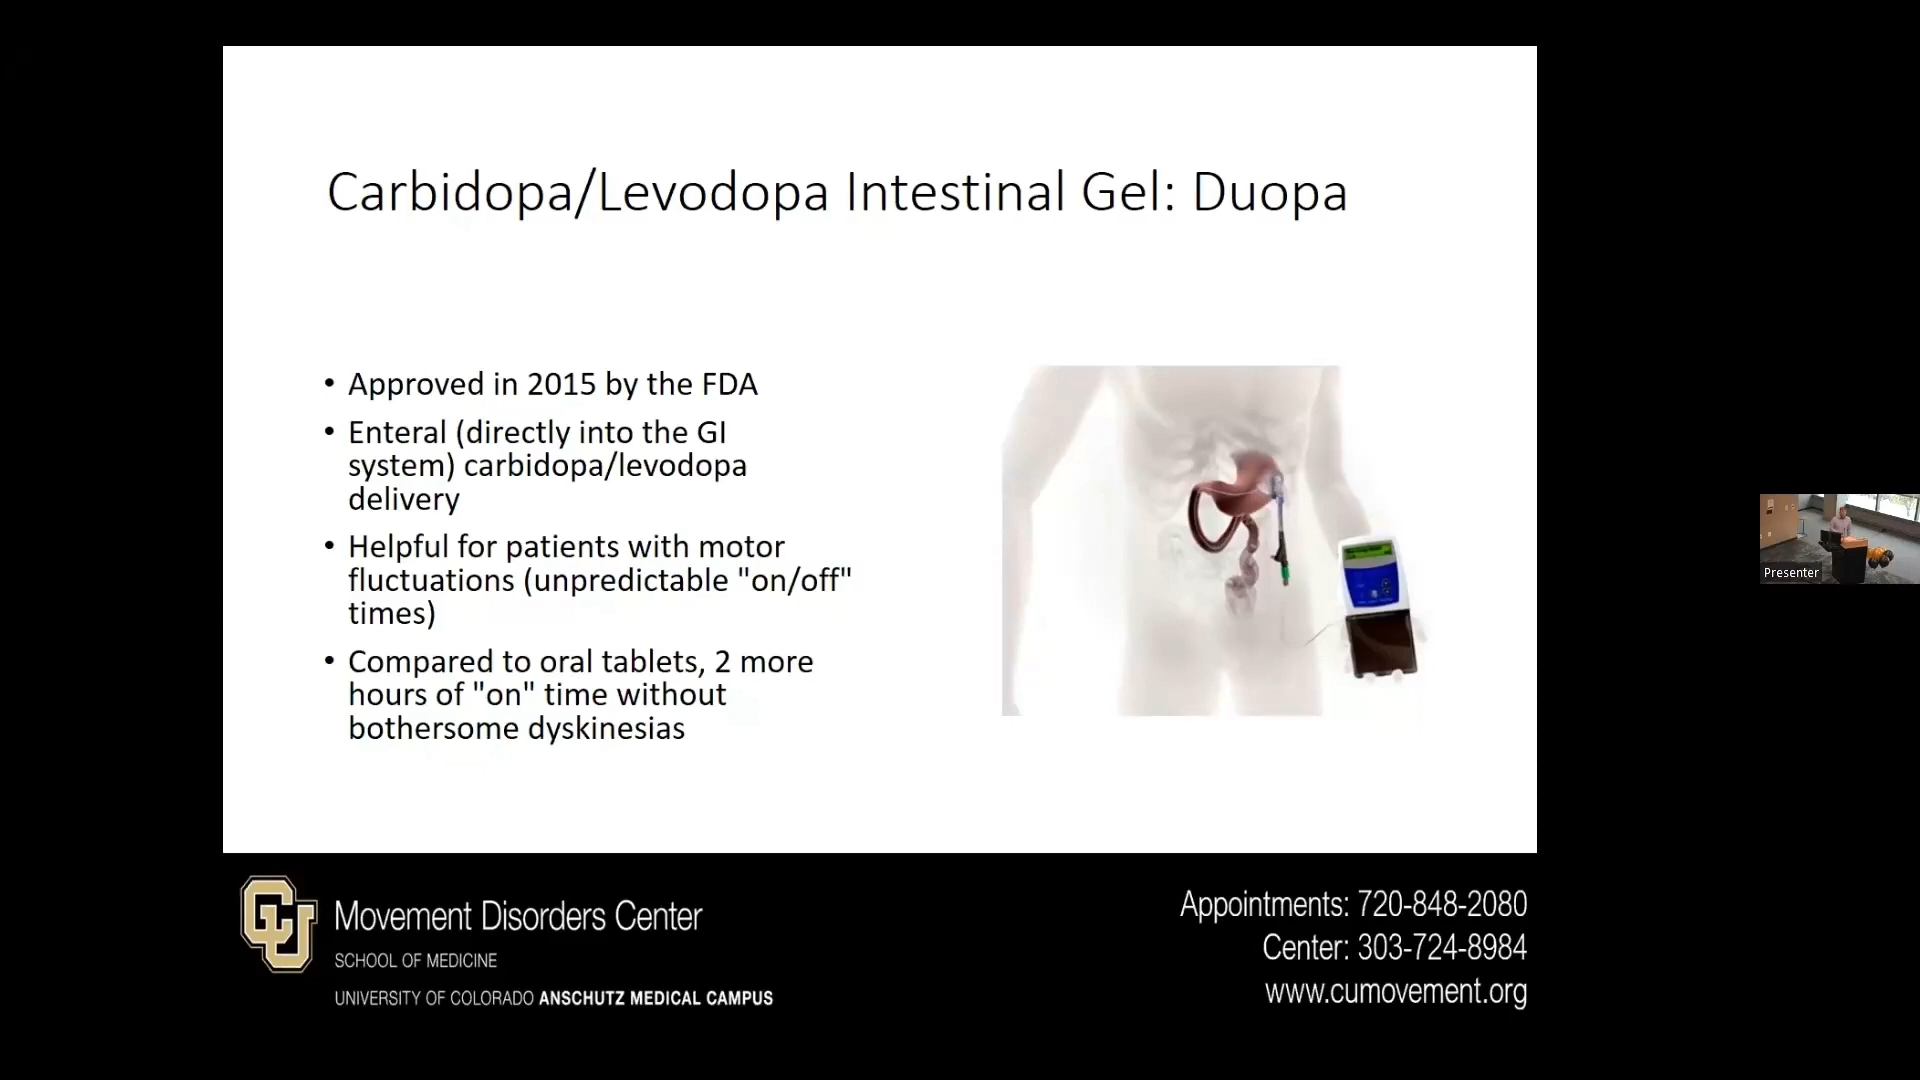 Carbidopa/Levodopa Intestinal Gel: Duopa
• Approved in 2015 by the FDA
• Enteral (directly into the GI
system) carbidopa/levodopa
delivery
• Helpful for patients with motor
fluctuations (unpredictable "on/off"
times)
• Compared to oral tablets, 2 more
hours of "on" time without
bothersome dyskinesias
Presenter
CU
Movement Disorders Center
SCHOOL OF MEDICINE
UNIVERSITY OF COLORADO ANSCHUTZ MEDICAL CAMPUS
Appointments: 720-848-2080
Center: 303-724-8984
www.cumovement.org